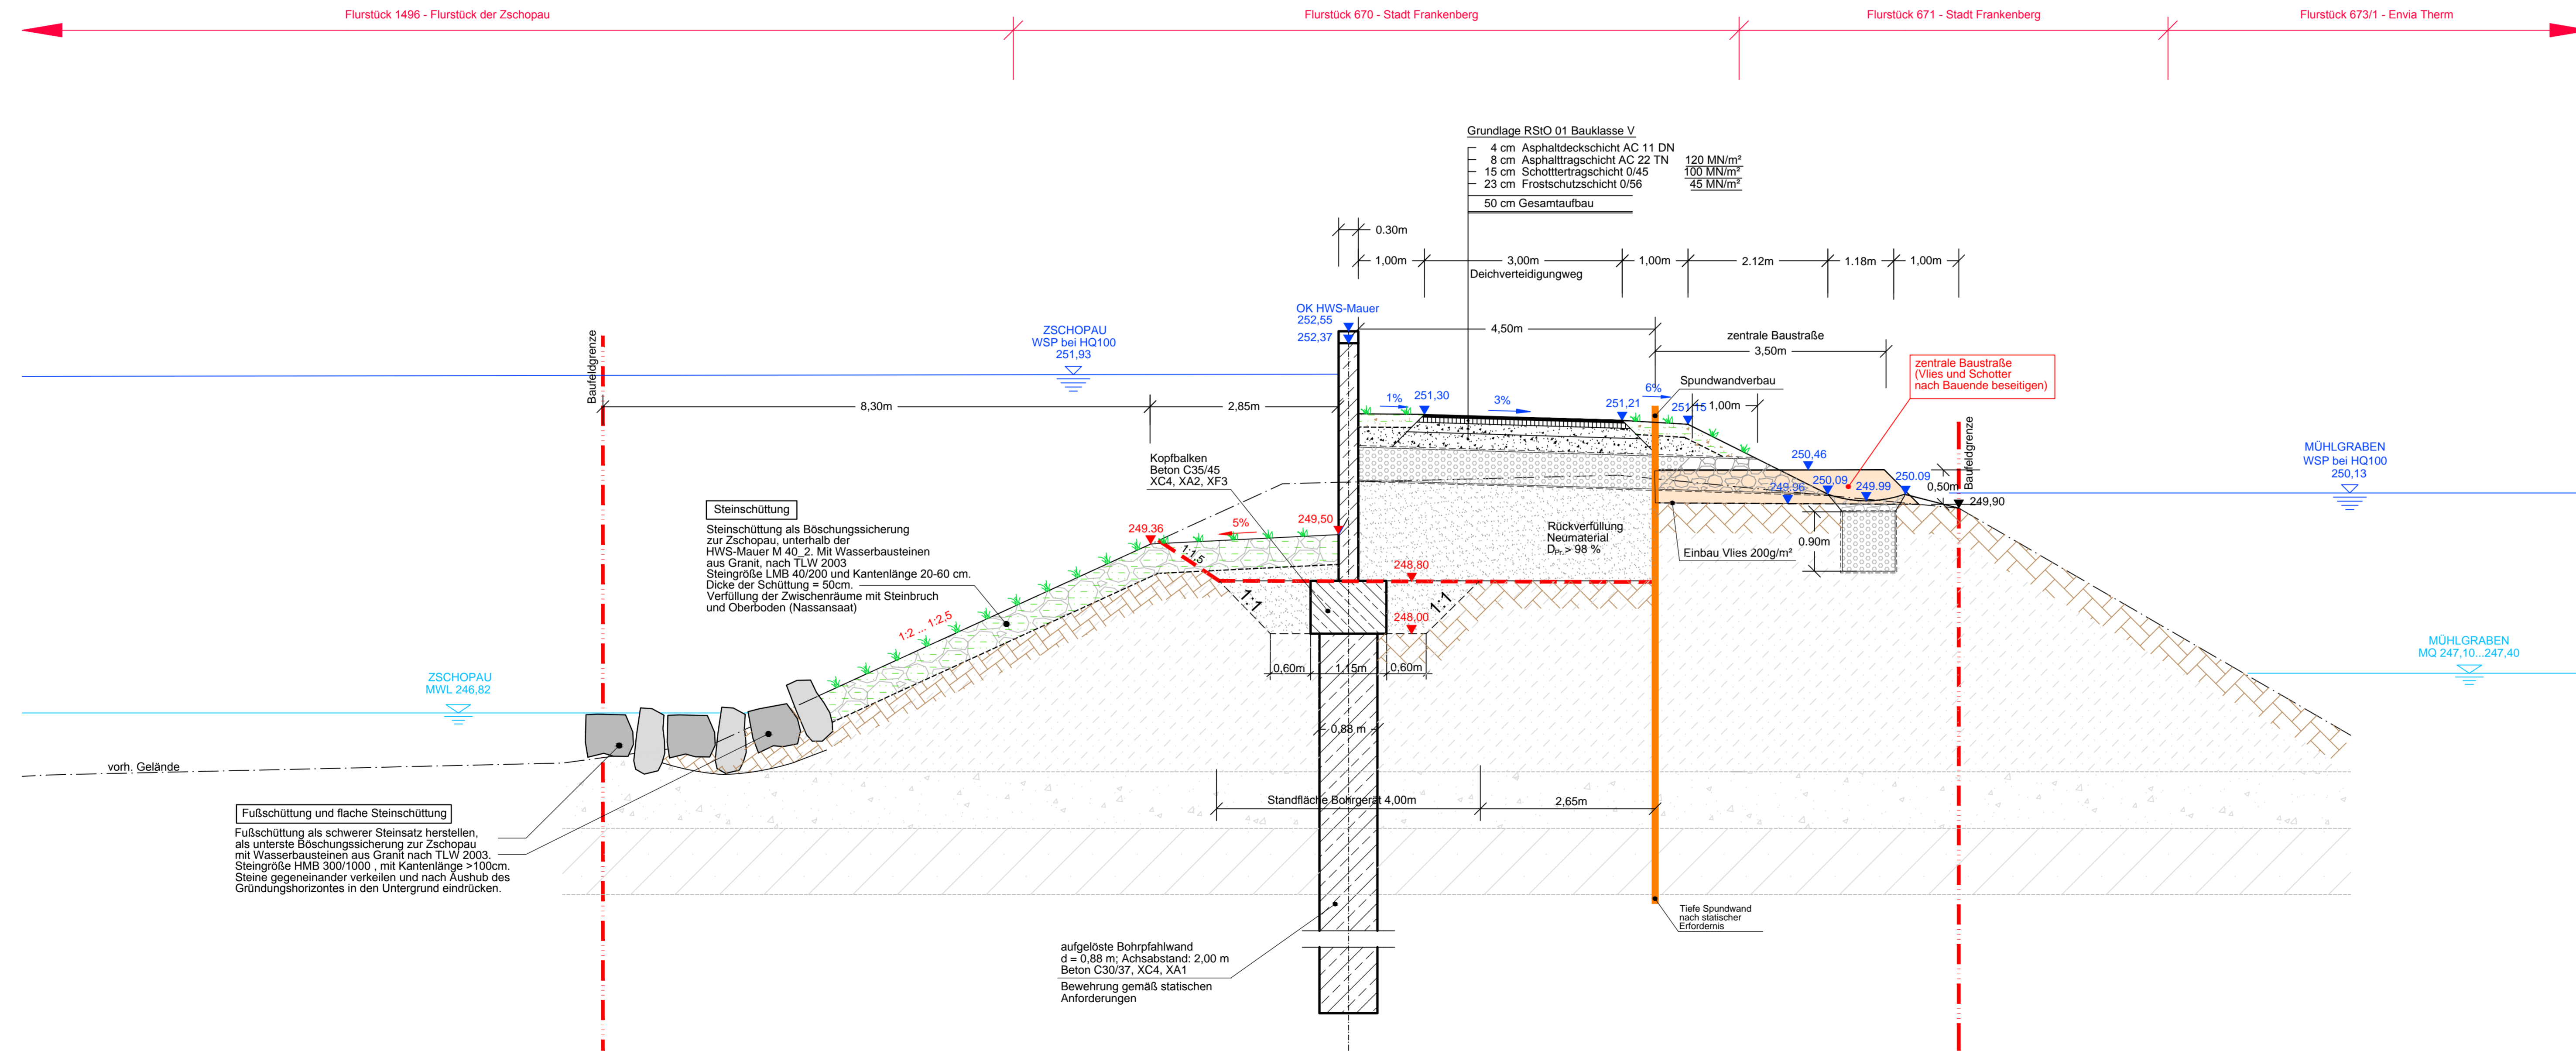 Flurstück 1496 - Flurstück der Zschopau
Flurstück 670 - Stadt Frankenberg
Flurstück 671 - Stadt Frankenberg
Flurstück 673/1 - Envia Therm
Grundlage RStO 01 Bauklasse V
4 cm Asphaltdeckschicht AC 11 DN
8 cm Asphalttragschicht AC 22 TN 120 MN/m²
15 cm Schotttertragschicht 0/45 100 MN/m²
23 cm Frostschutzschicht 0/56 45 MN/m²
50 cm Gesamtaufbau
0.30m
1,00m
3,00m
1,00m
2.12m
1.18m
1,00m
Deichverteidigungweg
OK HWS-Mauer
252,55
252,37
4,50m
zentrale Baustraße
3,50m
ZSCHOPAU
WSP bei HQ100
251,93
Baufeldgrenze
zentrale Baustraße
(Vlies und Schotter
nach Bauende beseitigen)
Spundwandverbau
8,30m
2,85m
1%
251,30
3%
251,21
6%
251,15
1,00m
Baufeldgrenze
MÜHLGRABEN
WSP bei HQ100
250,13
Kopfbalken
Beton C35/45
XC4, XA2, XF3
250,46
250,09
249,96
249.99
250.09
0,50m
249,90
Steinschüttung
Steinschüttung als Böschungssicherung
zur Zschopau, unterhalb der
HWS-Mauer M 40_2. Mit Wasserbausteinen
aus Granit, nach TLW 2003
Steingröße LMB 40/200 und Kantenlänge 20-60 cm.
Dicke der Schüttung = 50cm.
Verfüllung der Zwischenräume mit Steinbruch
und Oberboden (Nassansaat)
249.36
5%
249,50
1:1,5
Rückverfüllung
Neumaterial
DPr.> 98 %
Einbau Vlies 200g/m²
0.90m
248,80
1:1
1:1
248,00
1:2 ... 1:2,5
0,60m
1,15m
0,60m
MÜHLGRABEN
MQ 247,10...247,40
ZSCHOPAU
MWL 246,82
0,88 m
vorh. Gelände
Standfläche Bohrgerät 4,00m
2,65m
Fußschüttung und flache Steinschüttung
Fußschüttung als schwerer Steinsatz herstellen,
als unterste Böschungssicherung zur Zschopau
mit Wasserbausteinen aus Granit nach TLW 2003.
Steingröße HMB 300/1000 , mit Kantenlänge >100cm.
Steine gegeneinander verkeilen und nach Aushub des
Gründungshorizontes in den Untergrund eindrücken.
Tiefe Spundwand
nach statischer
Erfordernis
aufgelöste Bohrpfahlwand
d = 0,88 m; Achsabstand: 2,00 m
Beton C30/37, XC4, XA1
Bewehrung gemäß statischen
Anforderungen